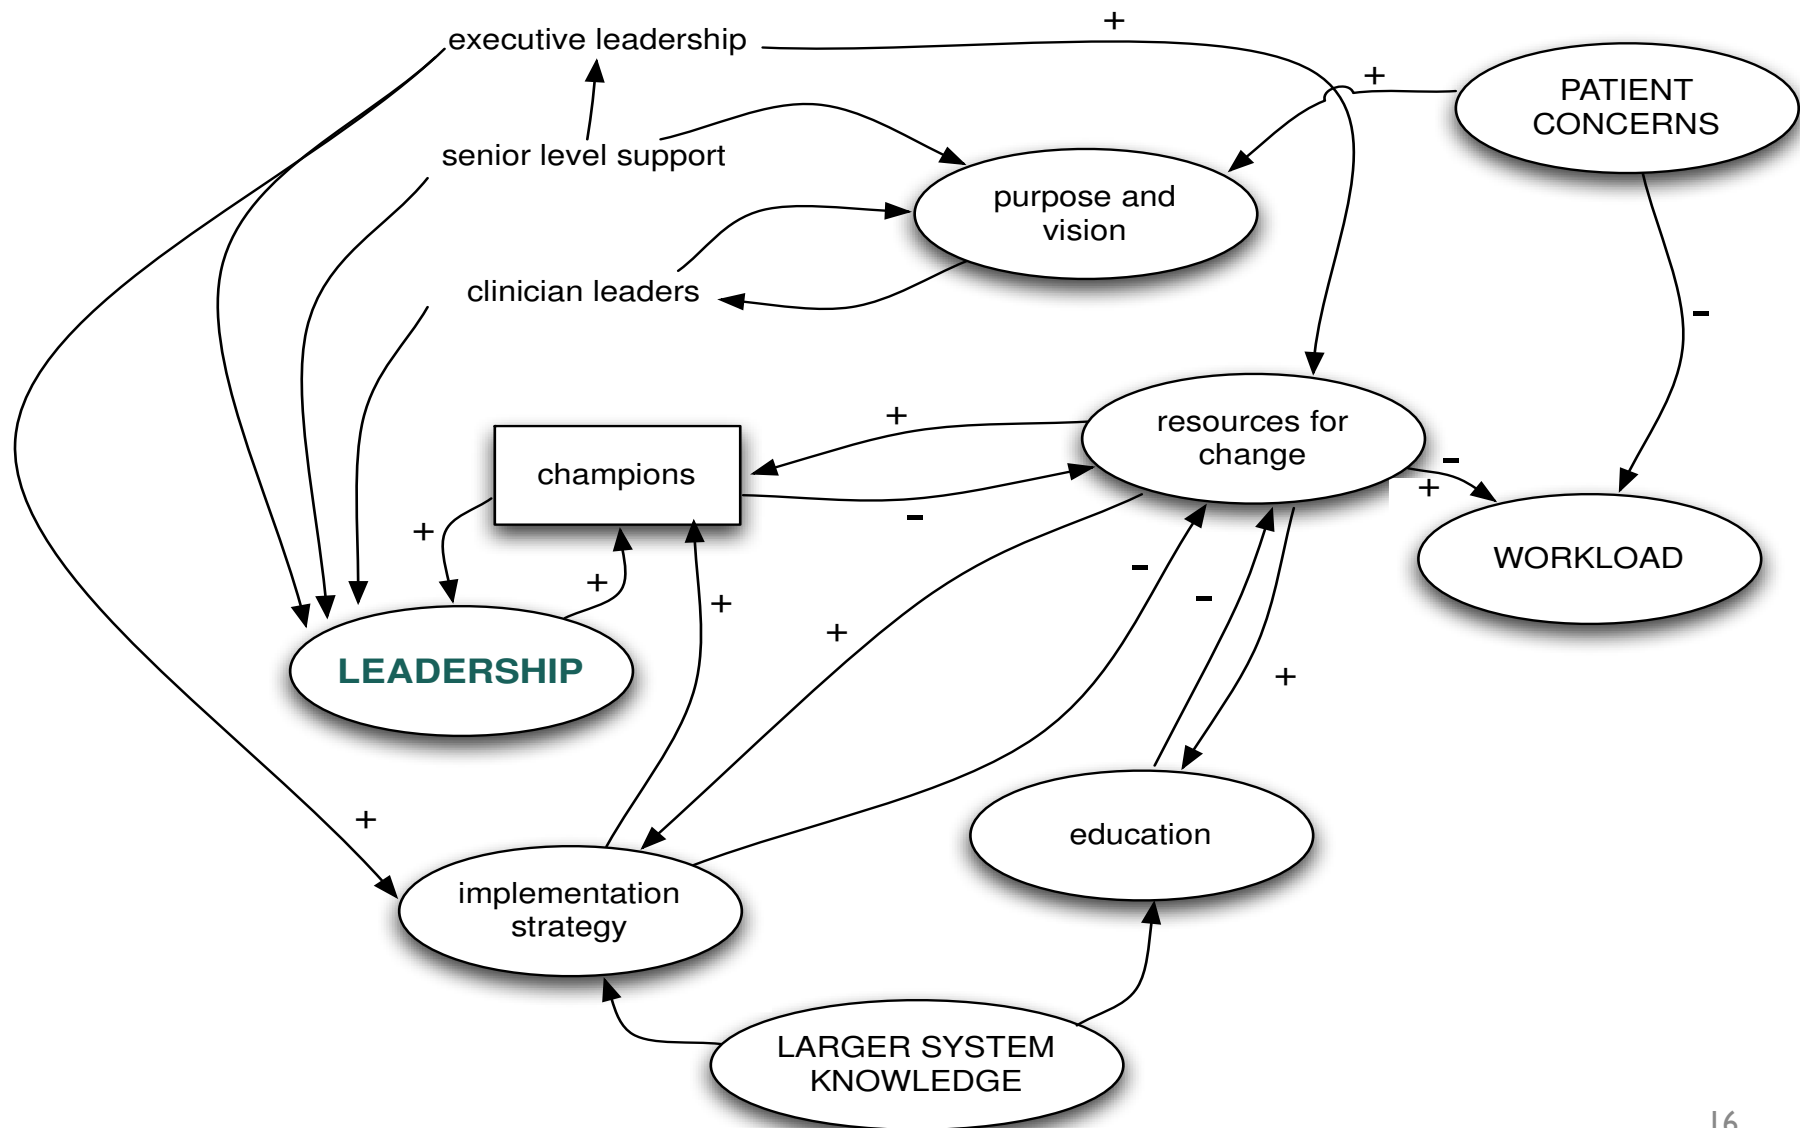 +
executive leadership
+
PATIENT
CONCERNS
senior level support
purpose and
vision
clinician leaders
-
+
resources for
change
champions
-
+
-
+
+
-
WORKLOAD
-
+
+
LEADERSHIP
+
+
education
implementation
strategy
LARGER SYSTEM
KNOWLEDGE
16